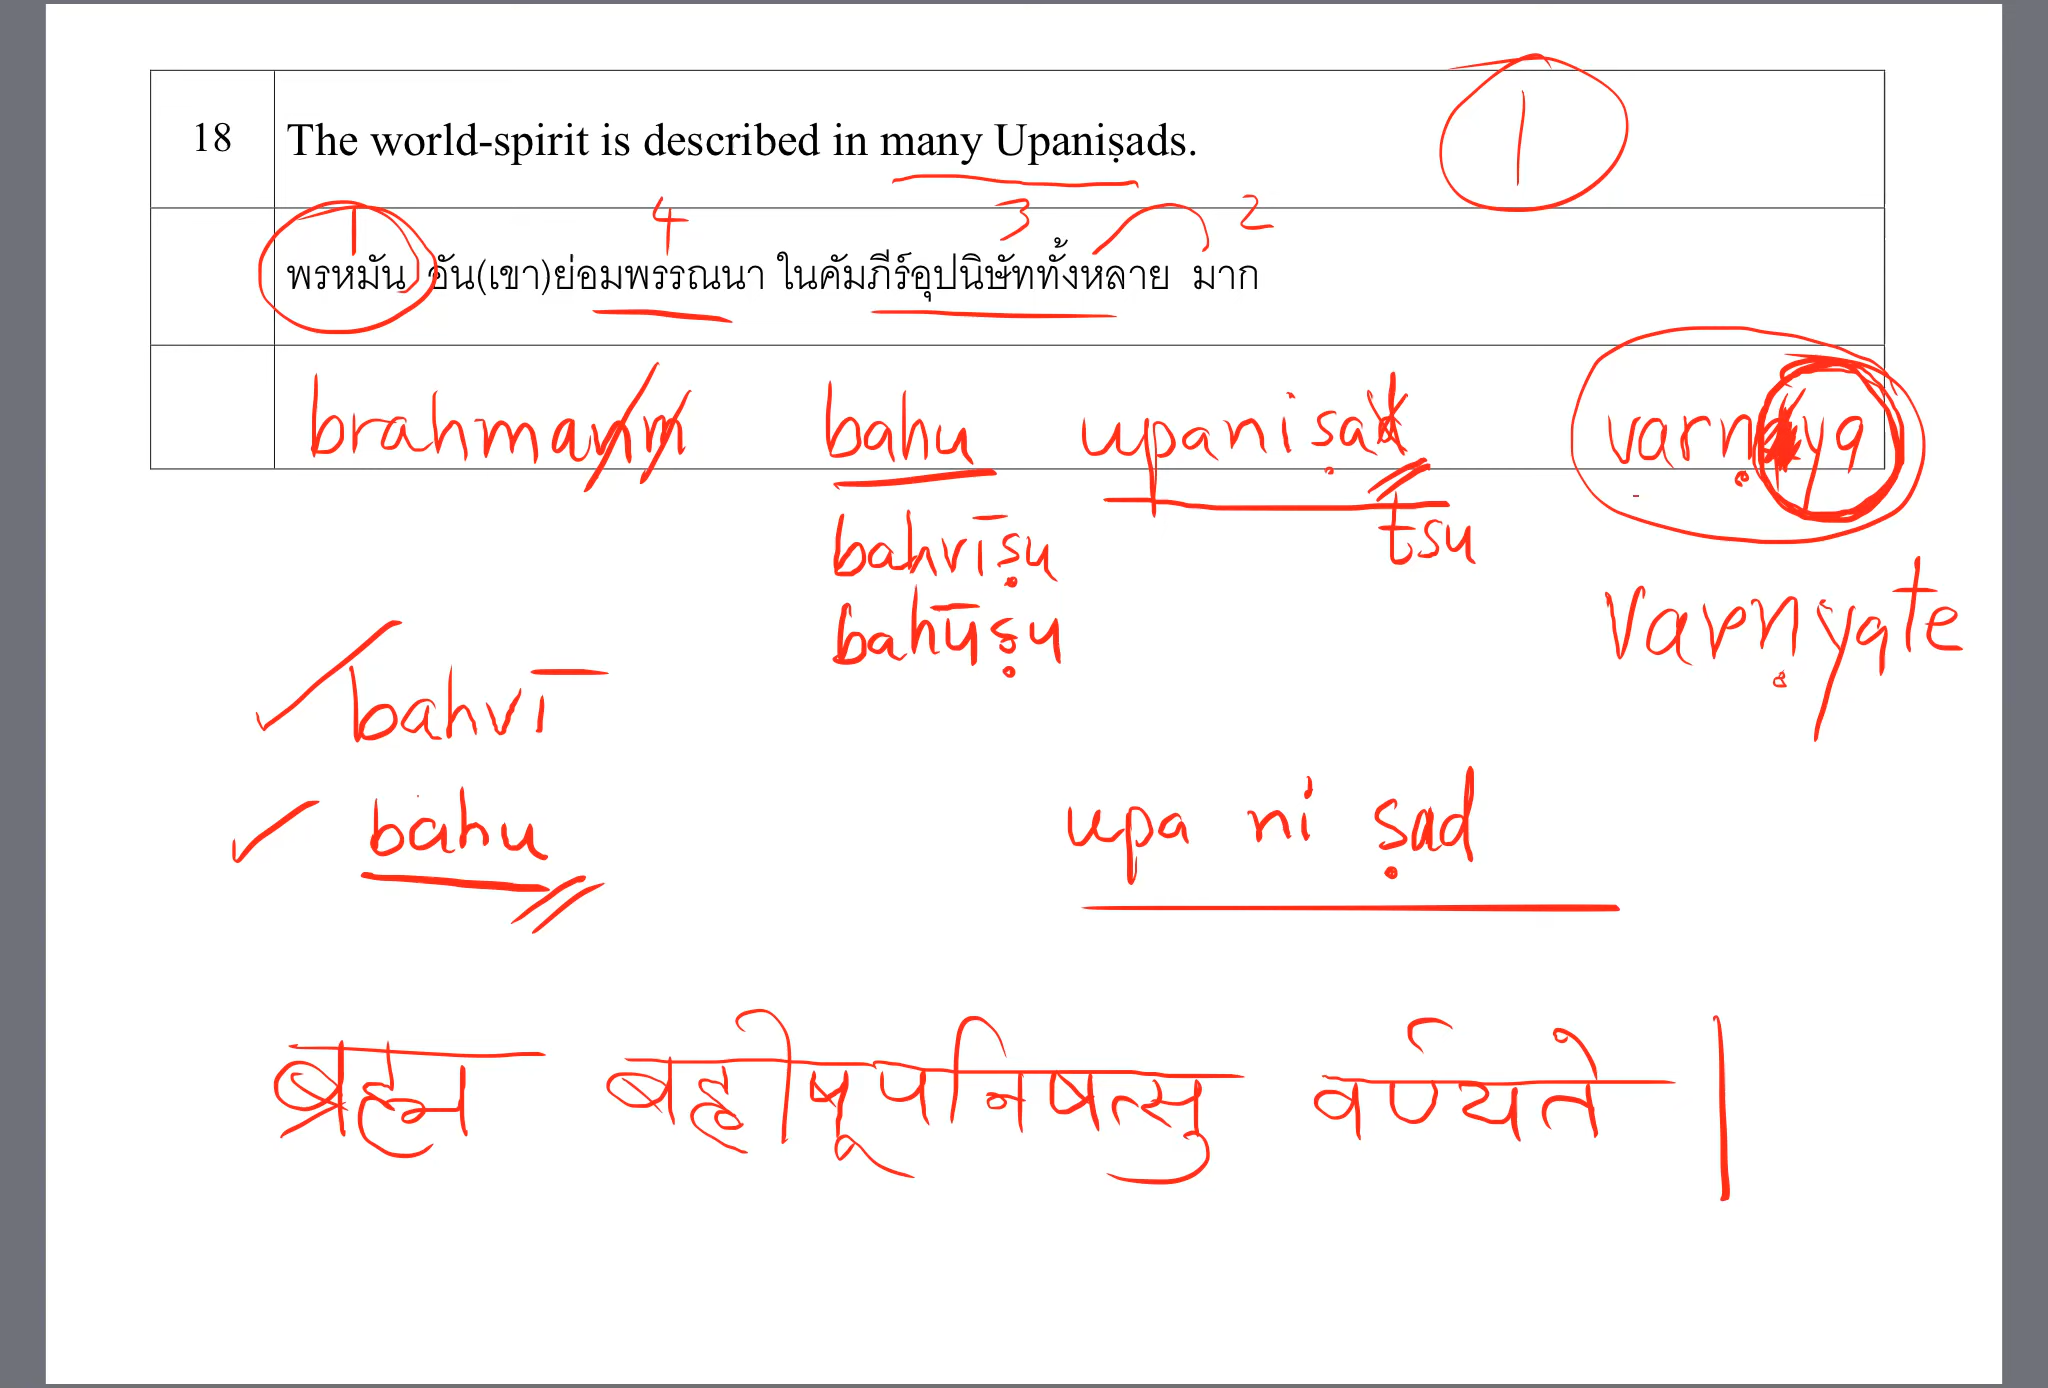 18 The world-spirit is described in many Upaniṣads. 1
1 4 3 2
พรหมัน อัน(เขา)ย่อมพรรณนา ในคัมภีร์อุปนิษัททั้งหลาย มาก
brahmanm bahu upaniṣad varṇya
bahvīṣu tsu
bahūṣu varṇyate
bahvī
bahu upa ni ṣad
ब्रह्म बह्वीषूपनिषत्सु वर्ण्यते |